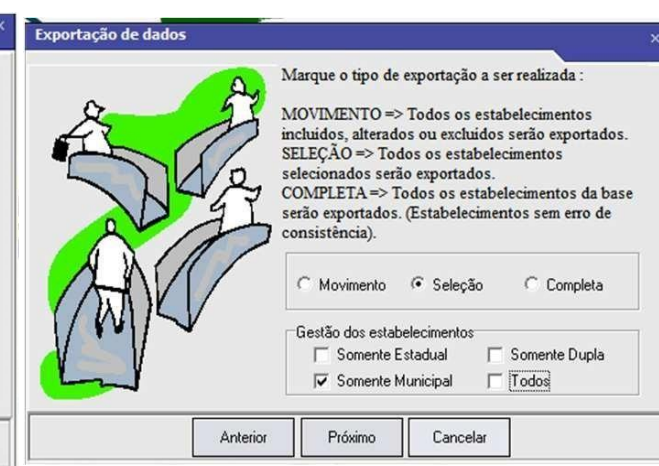 Exportação de dados
Marque o tipo de exportação a ser realizada :
MOVIMENTO => Todos os estabelecimentos
incluidos, alterados ou excluidos serão exportados.
SELEÇÃO => Todos os estabelecimentos
selecionados serão exportados.
COMPLETA => Todos os estabelecimentos da base
serão exportados. (Estabelecimentos sem erro de
consistência).
Movimento Seleção Completa
Gestão dos estabelecimentos
Somente Estadual Somente Dupla
Somente Municipal Todos
Anterior Próximo Cancelar